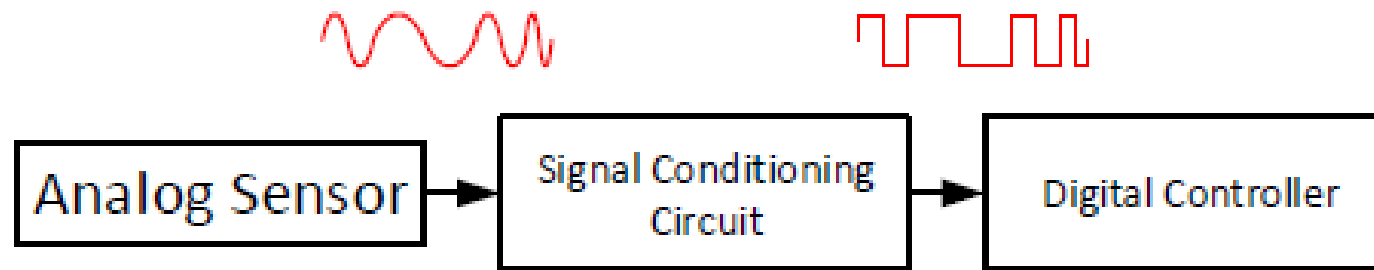 Analog Sensor
Signal Conditioning
Circuit
Digital Controller